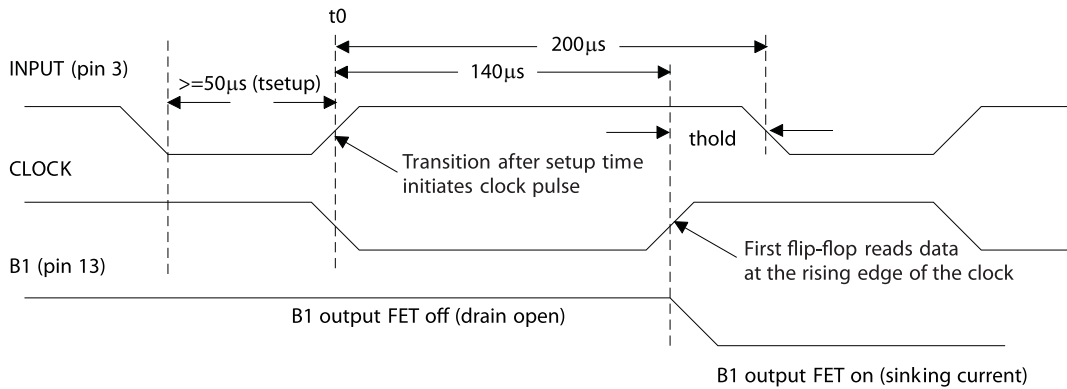 t0
200μs
INPUT (pin 3)
140μs
>=50μs (tsetup)
thold
Transition after setup time
initiates clock pulse
CLOCK
First flip-flop reads data
at the rising edge of the clock
B1 (pin 13)
B1 output FET off (drain open)
B1 output FET on (sinking current)